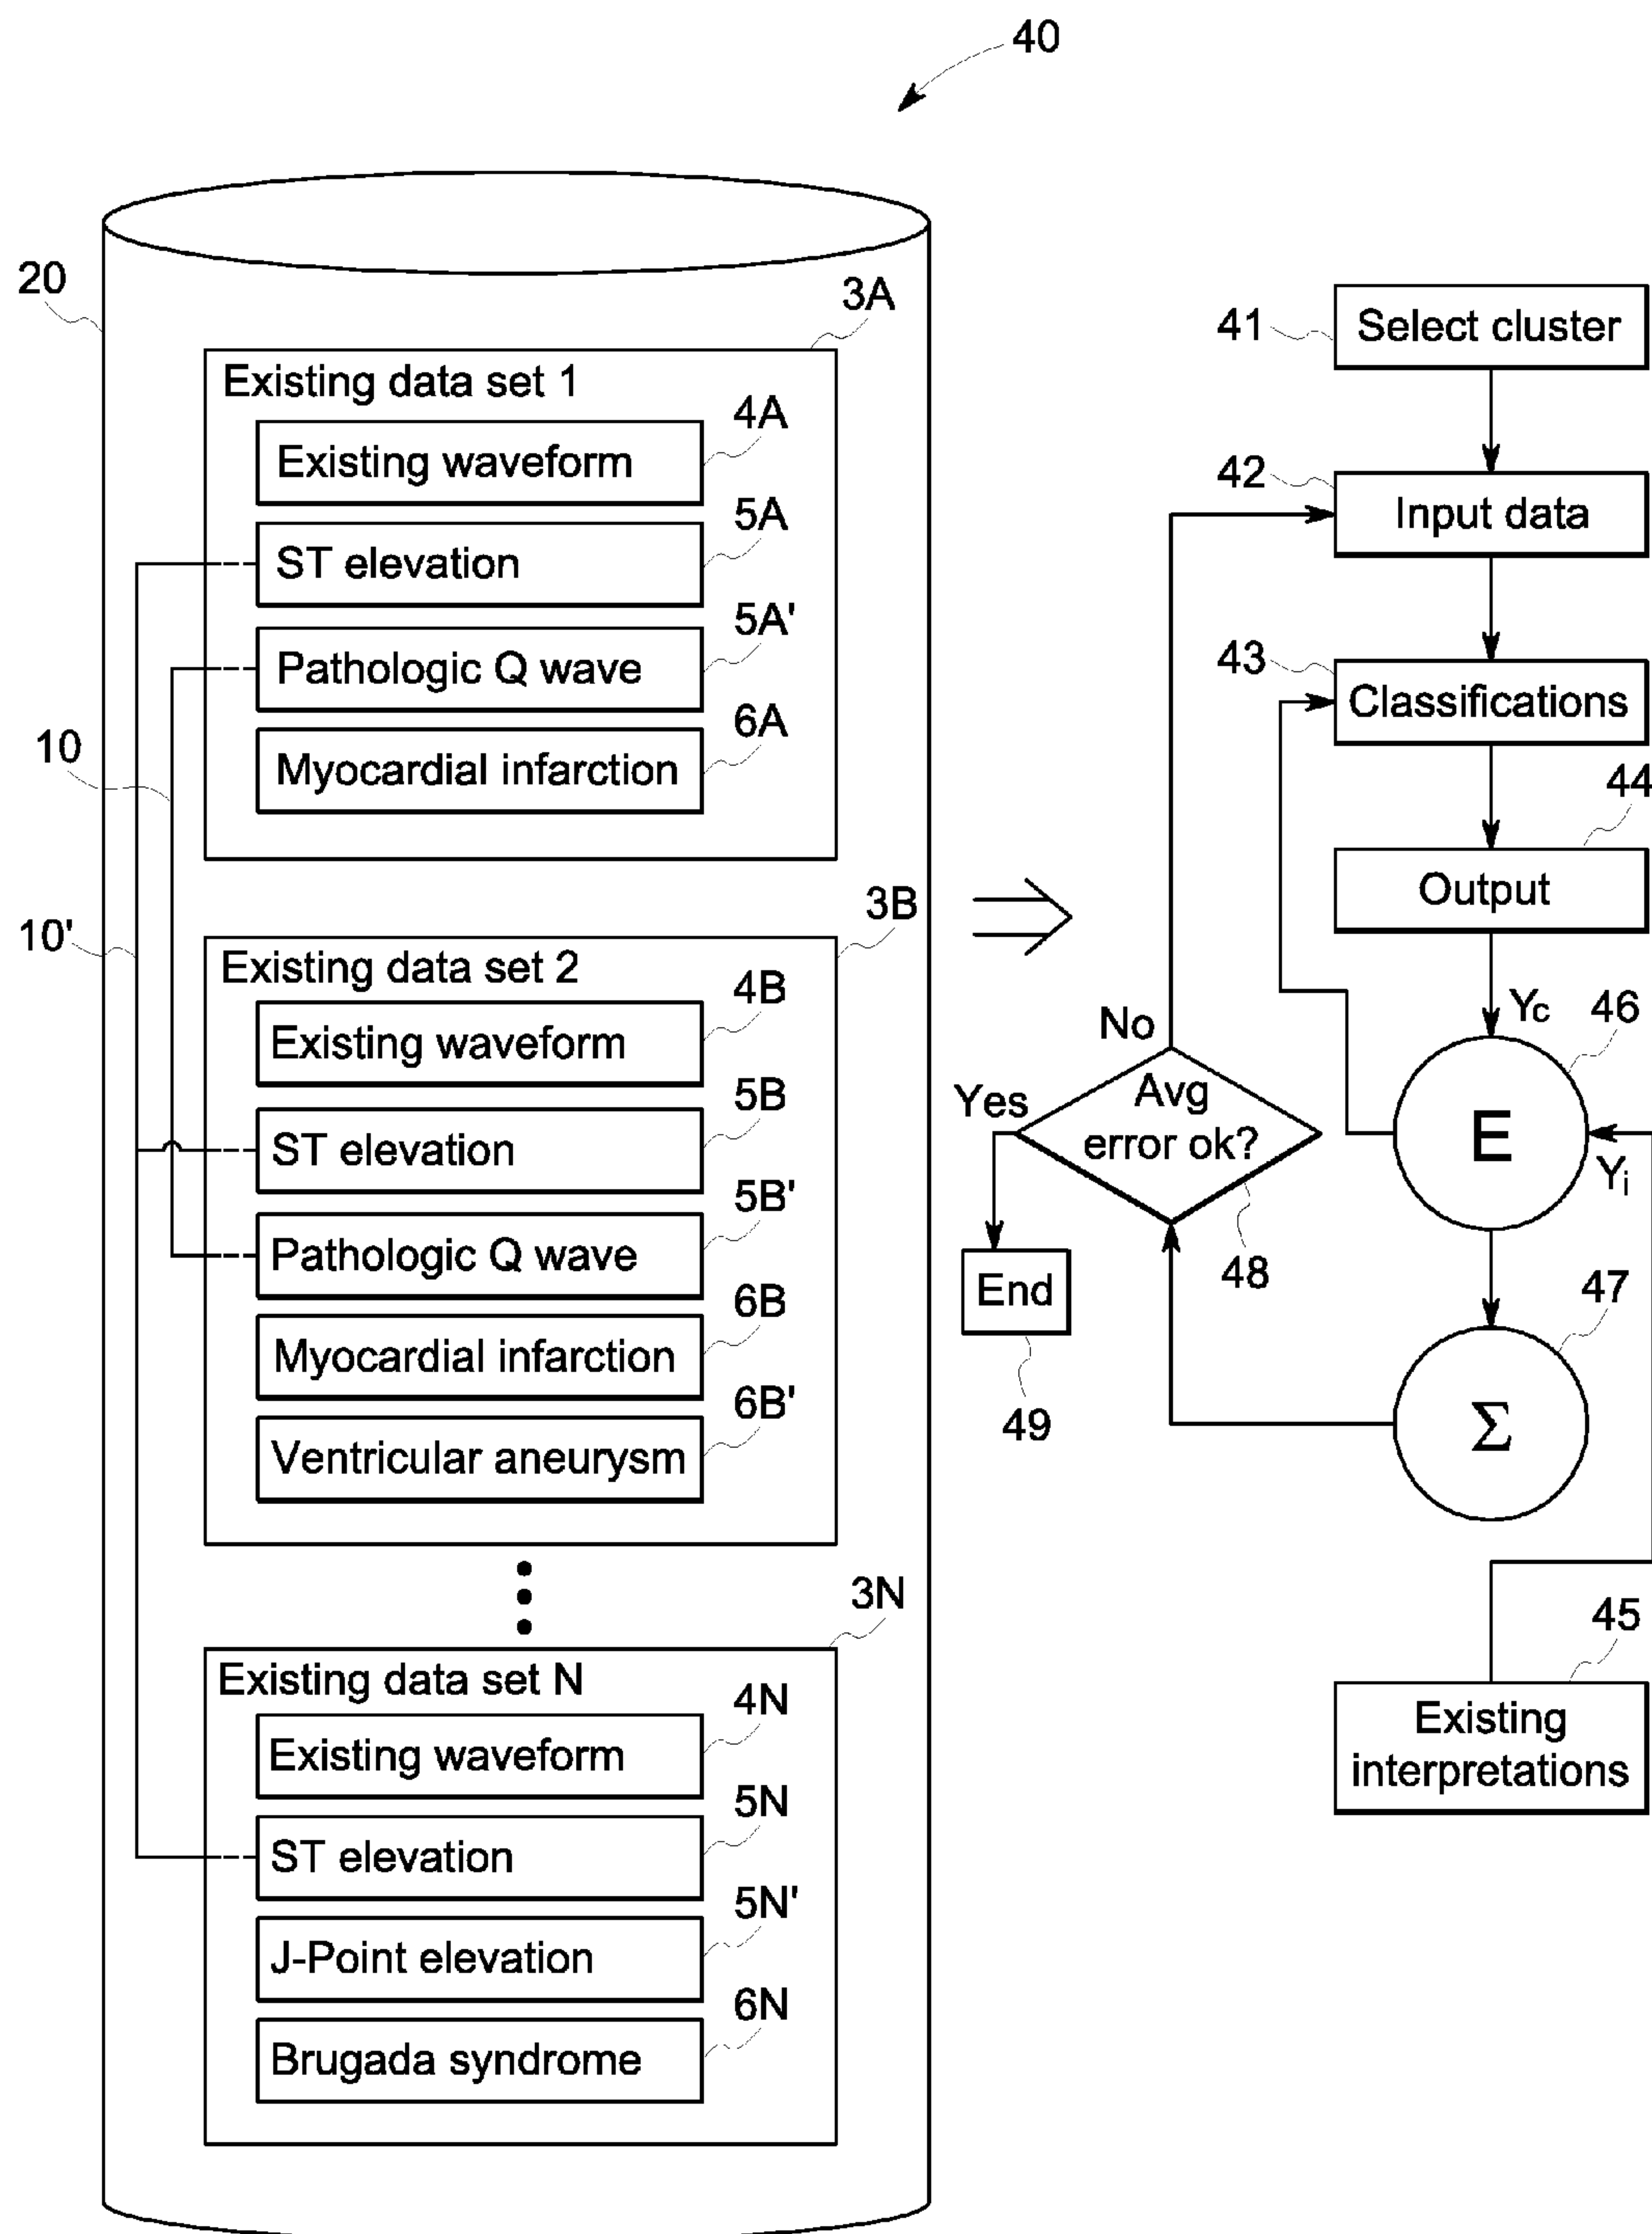 40
20
3A
Existing data set 1
4A
Existing waveform
5A
ST elevation
5A'
Pathologic Q wave
6A
Myocardial infarction
10
10'
3B
Existing data set 2
4B
Existing waveform
5B
ST elevation
5B'
Pathologic Q wave
6B
Myocardial infarction
6B'
Ventricular aneurysm
3N
Existing data set N
4N
Existing waveform
5N
ST elevation
5N'
J-Point elevation
6N
Brugada syndrome
41
Select cluster
42
Input data
43
Classifications
44
Output
Yc
46
E
Yi
No
Yes
Avg
error ok?
48
End
49
47
Σ
45
Existing
interpretations